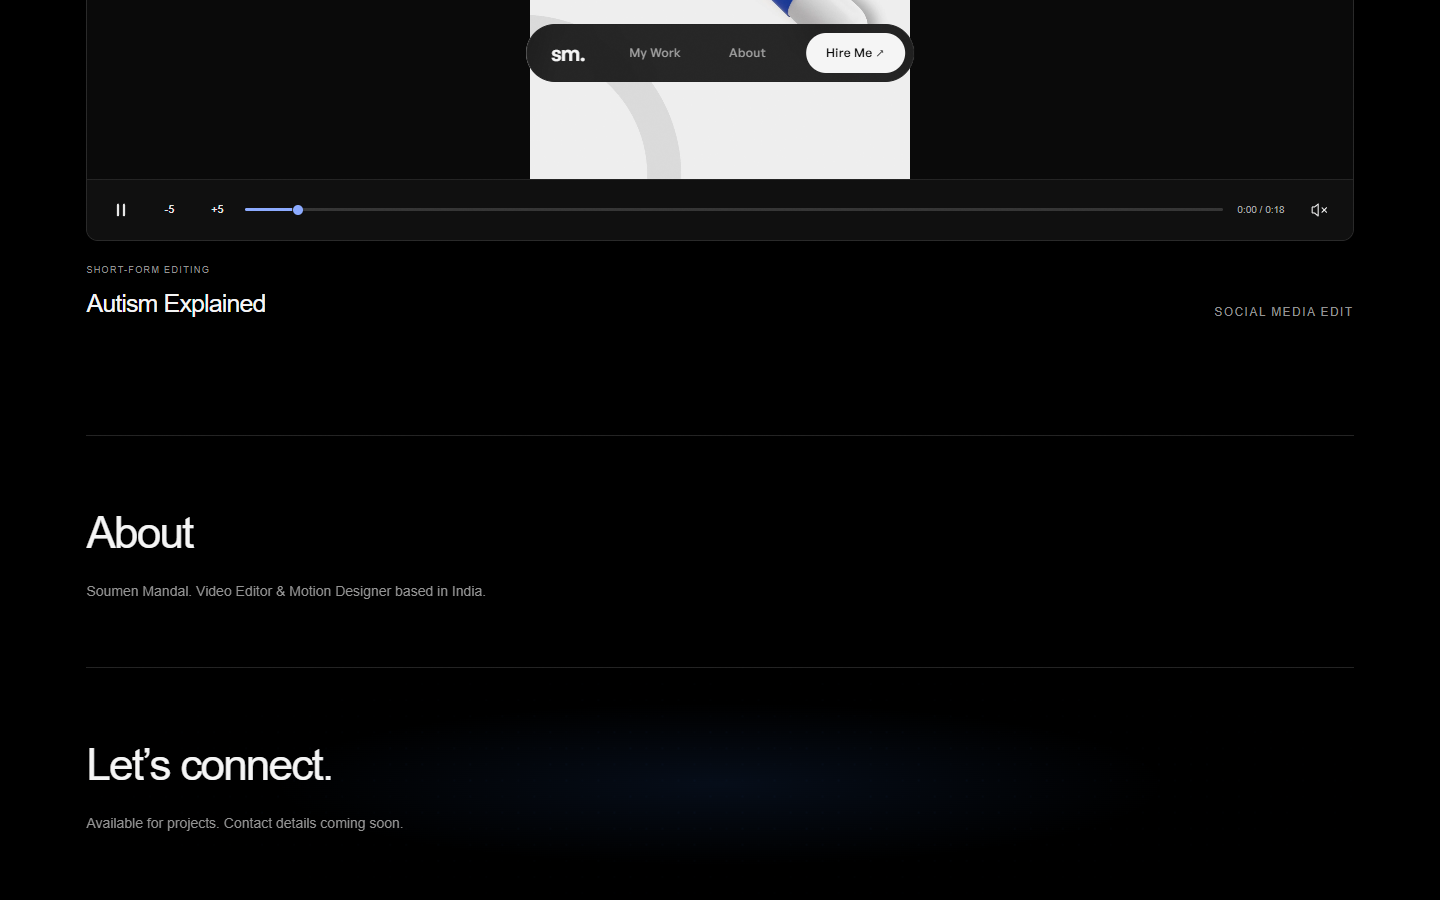 sm.
My Work
About
Hire Me ↗
-5
+5
0:00 / 0:18
SHORT-FORM EDITING
Autism Explained
SOCIAL MEDIA EDIT
About
Soumen Mandal. Video Editor & Motion Designer based in India.
Let’s connect.
Available for projects. Contact details coming soon.